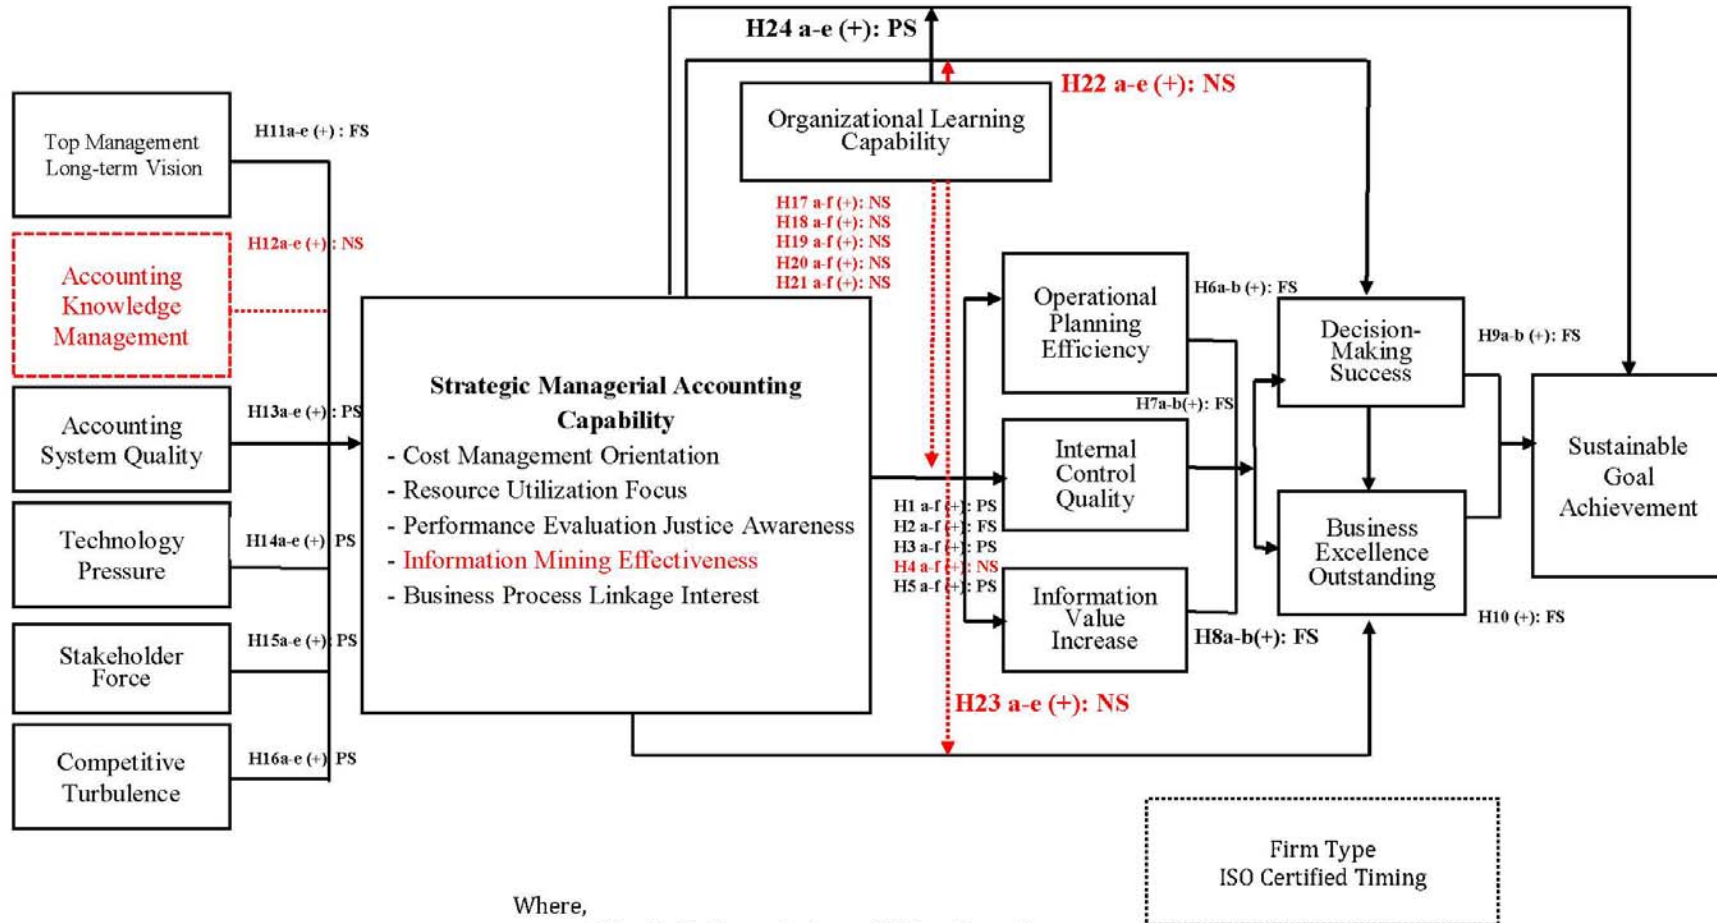 H24 a-e (+): PS
H22 a-e (+): NS
Organizational Learning
Capability
Top Management
Long-term Vision
H11a-e (+) : FS
Accounting
Knowledge
Management
H12a-e (+): NS
Accounting
System Quality
H13a-e (+): PS
Technology
Pressure
H14a-e (+) PS
Stakeholder
Force
H15a-e (+): PS
Competitive
Turbulence
H16a-e (+) PS
Strategic Managerial Accounting
Capability
- Cost Management Orientation
- Resource Utilization Focus
- Performance Evaluation Justice Awareness
- Information Mining Effectiveness
- Business Process Linkage Interest
H17 a-f (+): NS
H18 a-f (+): NS
H19 a-f (+): NS
H20 a-f (+): NS
H21 a-f (+): NS
H1 a-f (+): PS
H2 a-f (+): FS
H3 a-f (+): PS
H4 a-f (+): NS
H5 a-f (+): PS
Operational
Planning
Efficiency
H6a-b (+): FS
Internal
Control
Quality
H7a-b(+): FS
Information
Value
Increase
H8a-b(+): FS
H23 a-e (+): NS
Decision-
Making
Success
H9a-b (+): FS
Business
Excellence
Outstanding
H10 (+): FS
Sustainable
Goal
Achievement
Firm Type
ISO Certified Timing
Where,